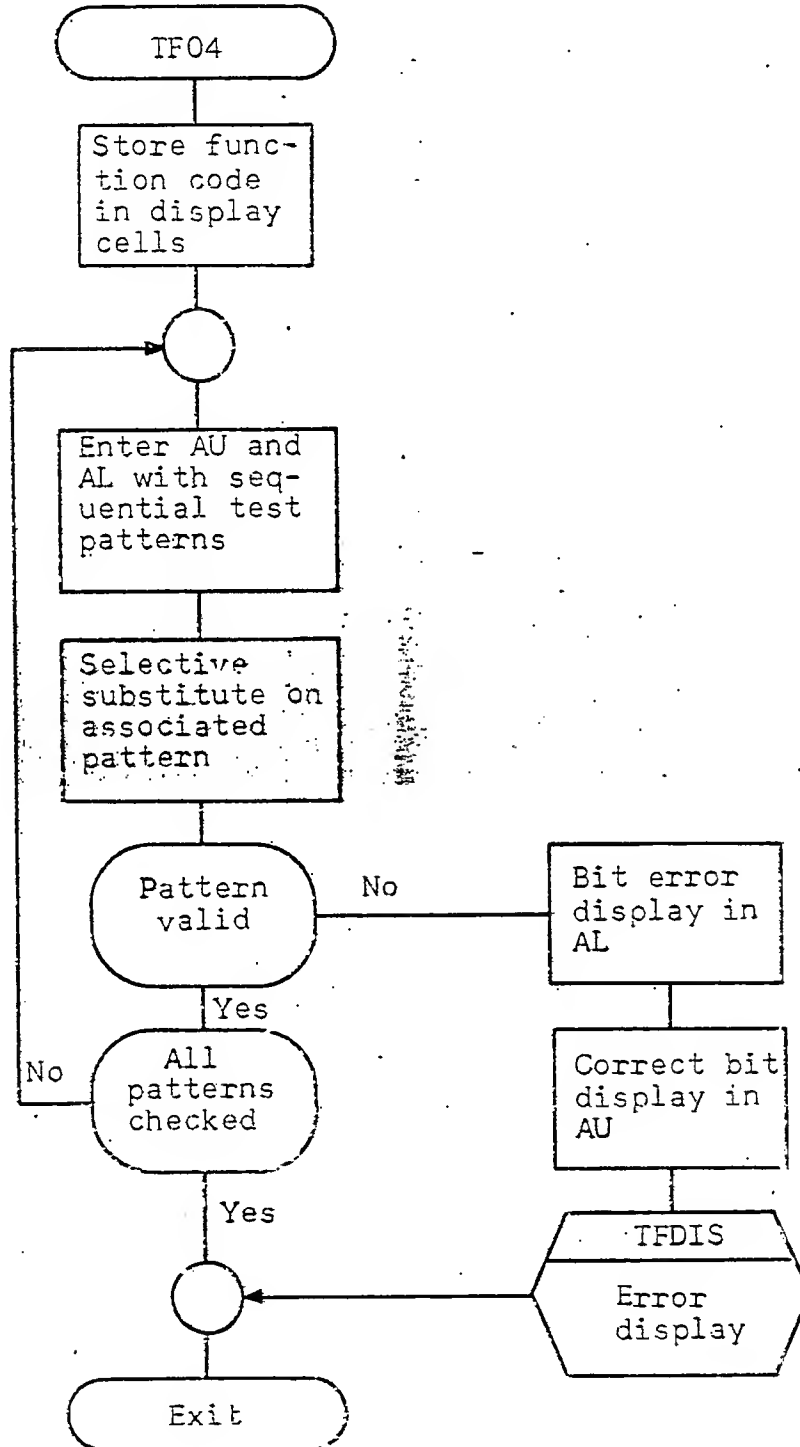 TF04
Store func-
tion code
in display
cells
Enter AU and
AL with seq-
uential test
patterns
Selective
substitute on
associated
pattern
Pattern
valid
No
Bit error
display in
AL
Yes
All
patterns
checked
No
Correct bit
display in
AU
Yes
TFDIS
Error
display
Exit